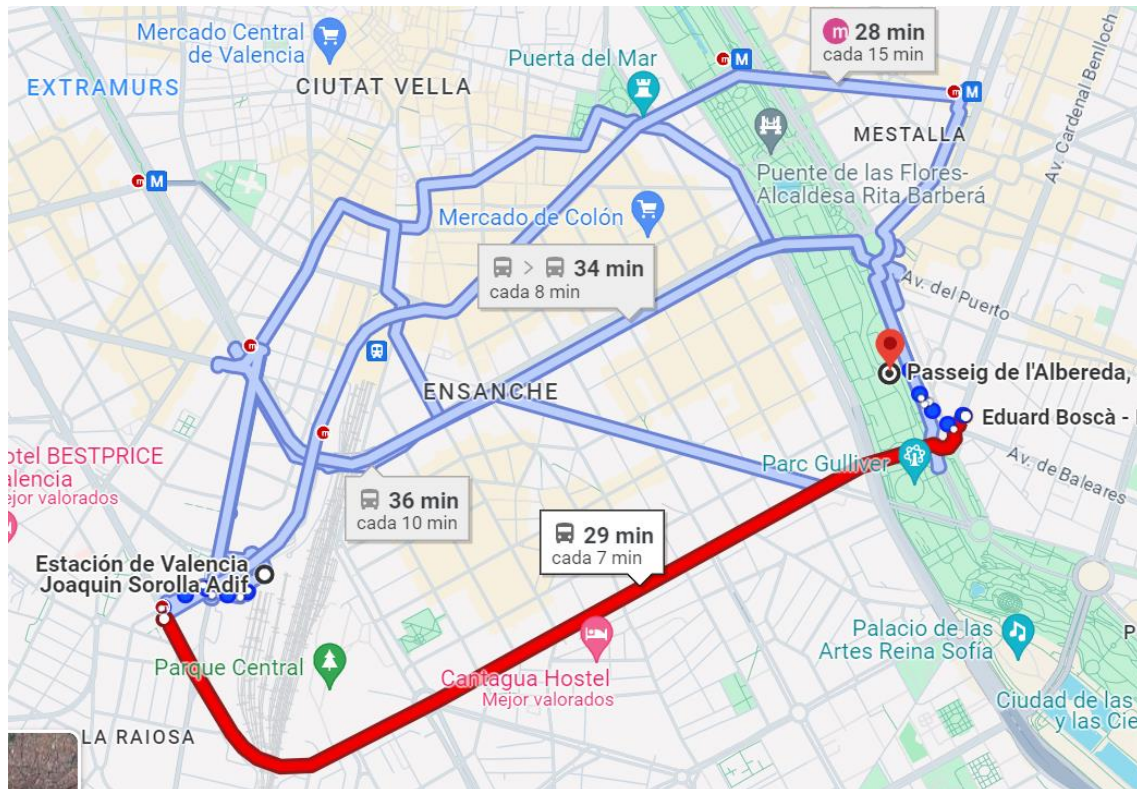 Mercado Central
de Valencia
EXTRAMURS
CIUTAT VELLA
Puerta del Mar
m 28 min
cada 15 min
m M
m M
MESTALLA
Av. Cardenal Benlloch
Puente de las Flores-
Alcaldesa Rita Barberá
m M
Mercado de Colón
34 min
cada 8 min
Av. del Puerto
m
ENSANCHE
Passeig de l'Albereda,
Eduard Boscà -
m
otel BESTPRICE
alencia
ejor valorados
Parc Gulliver
Av. de Baleares
36 min
cada 10 min
29 min
cada 7 min
Estación de Valencia
Joaquin Sorolla Adif
Palacio de las
Artes Reina Sofía
P
Parque Central
Cantagua Hostel
Mejor valorados
Ciudad de las
y las Cie
LA RAIOSA